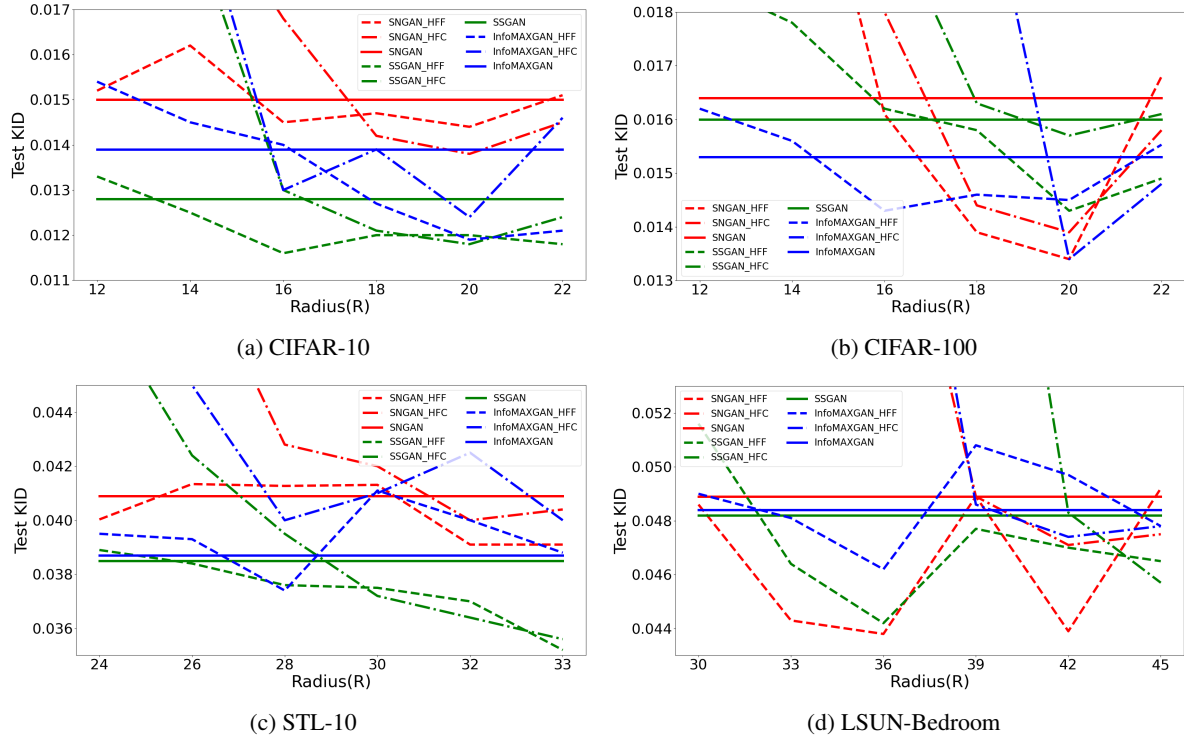 0.017
0.016
0.015
0.014
0.013
0.012
0.011
Test KID
SNGAN_HFF
SNGAN_HFC
SNGAN
SSGAN_HFF
SSGAN_HFC
SSGAN
InfoMAXGAN_HFF
InfoMAXGAN_HFC
InfoMAXGAN
12 14 16 18 20 22
Radius(R)
(a) CIFAR-10
0.018
0.017
0.016
0.015
0.014
0.013
Test KID
SNGAN_HFF
SNGAN_HFC
SNGAN
SSGAN_HFF
SSGAN_HFC
SSGAN
InfoMAXGAN_HFF
InfoMAXGAN_HFC
InfoMAXGAN
12 14 16 18 20 22
Radius(R)
(b) CIFAR-100
0.044
0.042
0.040
0.038
0.036
Test KID
SNGAN_HFF
SNGAN_HFC
SNGAN
SSGAN_HFF
SSGAN_HFC
SSGAN
InfoMAXGAN_HFF
InfoMAXGAN_HFC
InfoMAXGAN
24 26 28 30 32 33
Radius(R)
(c) STL-10
0.052
0.050
0.048
0.046
0.044
Test KID
SNGAN_HFF
SNGAN_HFC
SNGAN
SSGAN_HFF
SSGAN_HFC
SSGAN
InfoMAXGAN_HFF
InfoMAXGAN_HFC
InfoMAXGAN
30 33 36 39 42 45
Radius(R)
(d) LSUN-Bedroom